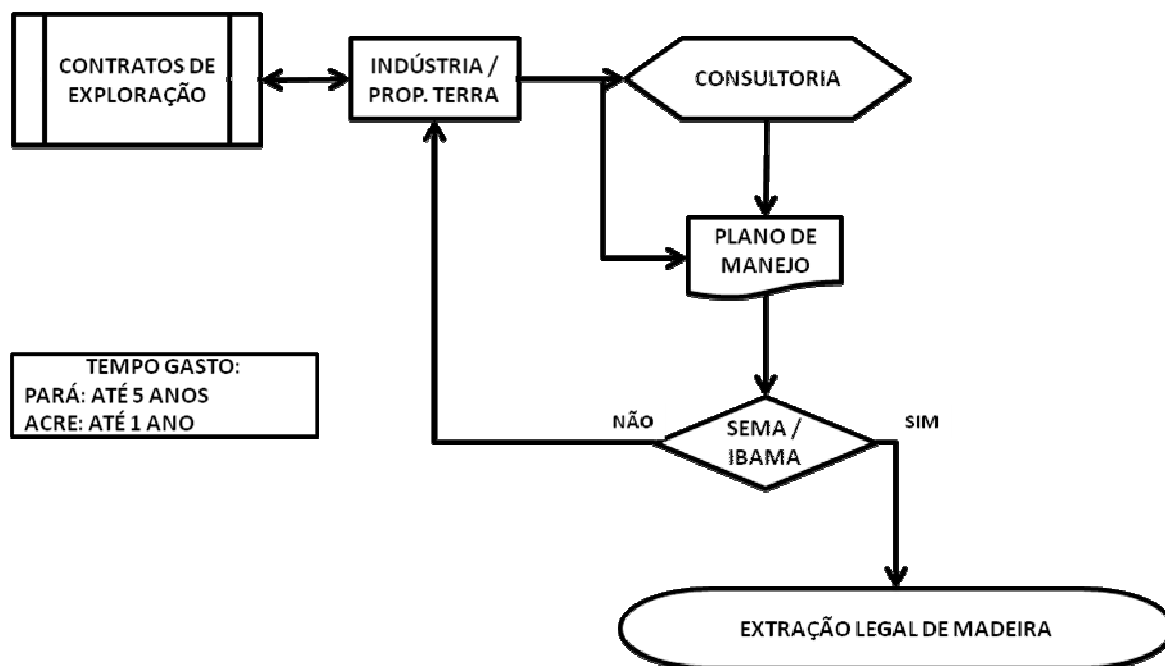 CONTRATOS DE
EXPLORAÇÃO
INDÚSTRIA /
PROP. TERRA
CONSULTORIA
PLANO DE
MANEJO
TEMPO GASTO:
PARÁ: ATÉ 5 ANOS
ACRE: ATÉ 1 ANO
NÃO
SEMA /
IBAMA
SIM
EXTRAÇÃO LEGAL DE MADEIRA